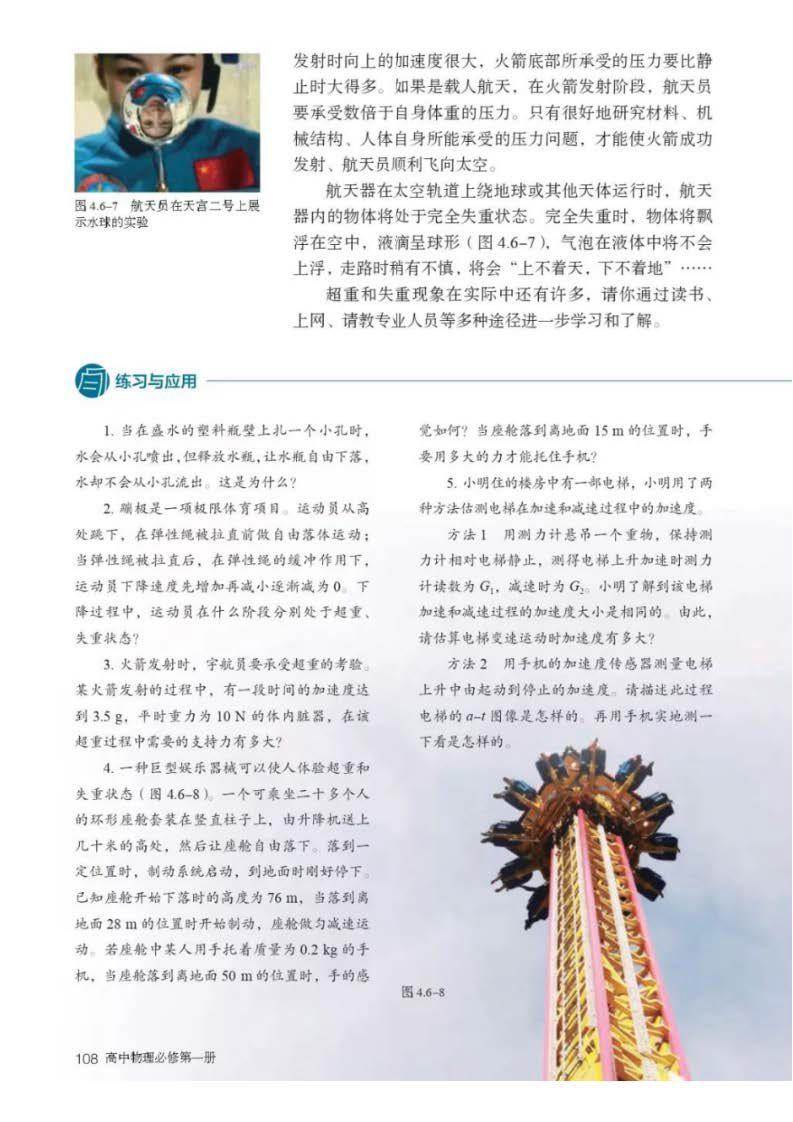 发射时向上的加速度很大，火箭底部所承受的压力要比静
止时大得多。如果是载人航天，在火箭发射阶段，航天员
要承受数倍于自身体重的压力。只有很好地研究材料、机
械结构、人体自身所能承受的压力问题，才能使火箭成功
发射、航天员顺利飞向太空。
航天器在太空轨道上绕地球或其他天体运行时，航天
器内的物体将处于完全失重状态。完全失重时，物体将飘
浮在空中，液滴呈球形（图 4.6-7），气泡在液体中将不会
上浮，走路时稍有不慎，将会“上不着天，下不着地”……
超重和失重现象在实际中还有许多，请你通过读书、
上网、请教专业人员等多种途径进一步学习和了解。
图 4.6-7 航天员在天宫二号上展
示水球的实验
练习与应用
1. 当在盛水的塑料瓶壁上扎一个小孔时，
水会从小孔喷出，但释放水瓶，让水瓶自由下落，
水却不会从小孔流出。这是为什么？
2. 蹦极是一项极限体育项目。运动员从高
处跳下，在弹性绳被拉直前做自由落体运动；
当弹性绳被拉直后，在弹性绳的缓冲作用下，
运动员下降速度先增加再减小逐渐减为 0。下
降过程中，运动员在什么阶段分别处于超重、
失重状态？
3. 火箭发射时，宇航员要承受超重的考验。
某火箭发射的过程中，有一段时间的加速度达
到 3.5 g，平时重力为 10 N 的体内脏器，在该
超重过程中需要的支持力有多大？
4. 一种巨型娱乐器械可以使人体验超重和
失重状态（图 4.6-8）。一个可乘坐二十多个人
的环形座舱套装在竖直柱子上，由升降机送上
几十米的高处，然后让座舱自由落下。落到一
定位置时，制动系统启动，到地面时刚好停下。
已知座舱开始下落时的高度为 76 m，当落到离
地面 28 m 的位置时开始制动，座舱做匀减速运
动。若座舱中某人用手托着质量为 0.2 kg 的手
机，当座舱落到离地面 50 m 的位置时，手的感
觉如何？当座舱落到离地面 15 m 的位置时，手
要用多大的力才能托住手机？
5. 小明住的楼房中有一部电梯，小明用了两
种方法估测电梯在加速和减速过程中的加速度。
方法 1 用测力计悬吊一个重物，保持测
力计相对电梯静止，测得电梯上升加速时测力
计读数为 G₁，减速时为 G₂。小明了解到该电梯
加速和减速过程的加速度大小是相同的。由此，
请估算电梯变速运动时加速度有多大？
方法 2 用手机的加速度传感器测量电梯
上升中由起动到停止的加速度。请描述此过程
电梯的 a–t 图像是怎样的。再用手机实地测一
下看是怎样的。
图 4.6-8
108 高中物理必修第一册